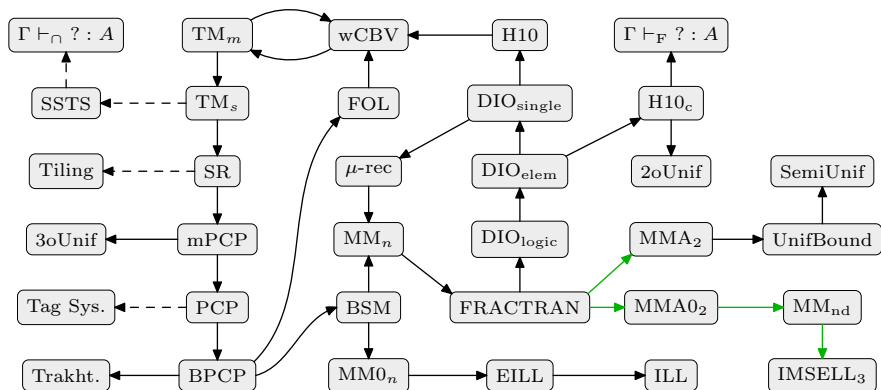 Γ ⊢∩ ? : A TMₘ wCBV H10 Γ ⊢F ? : A
SSTS TMₛ FOL DIOsingle H10c
Tiling SR μ-rec DIOelem 2oUnif SemiUnif
3oUnif mPCP MMₙ DIOlogic MMA₂ UnifBound
Tag Sys. PCP BSM FRACTRAN MMA0₂ MMnd
Trakht. BPCP MM0ₙ EILL ILL IMSELL₃